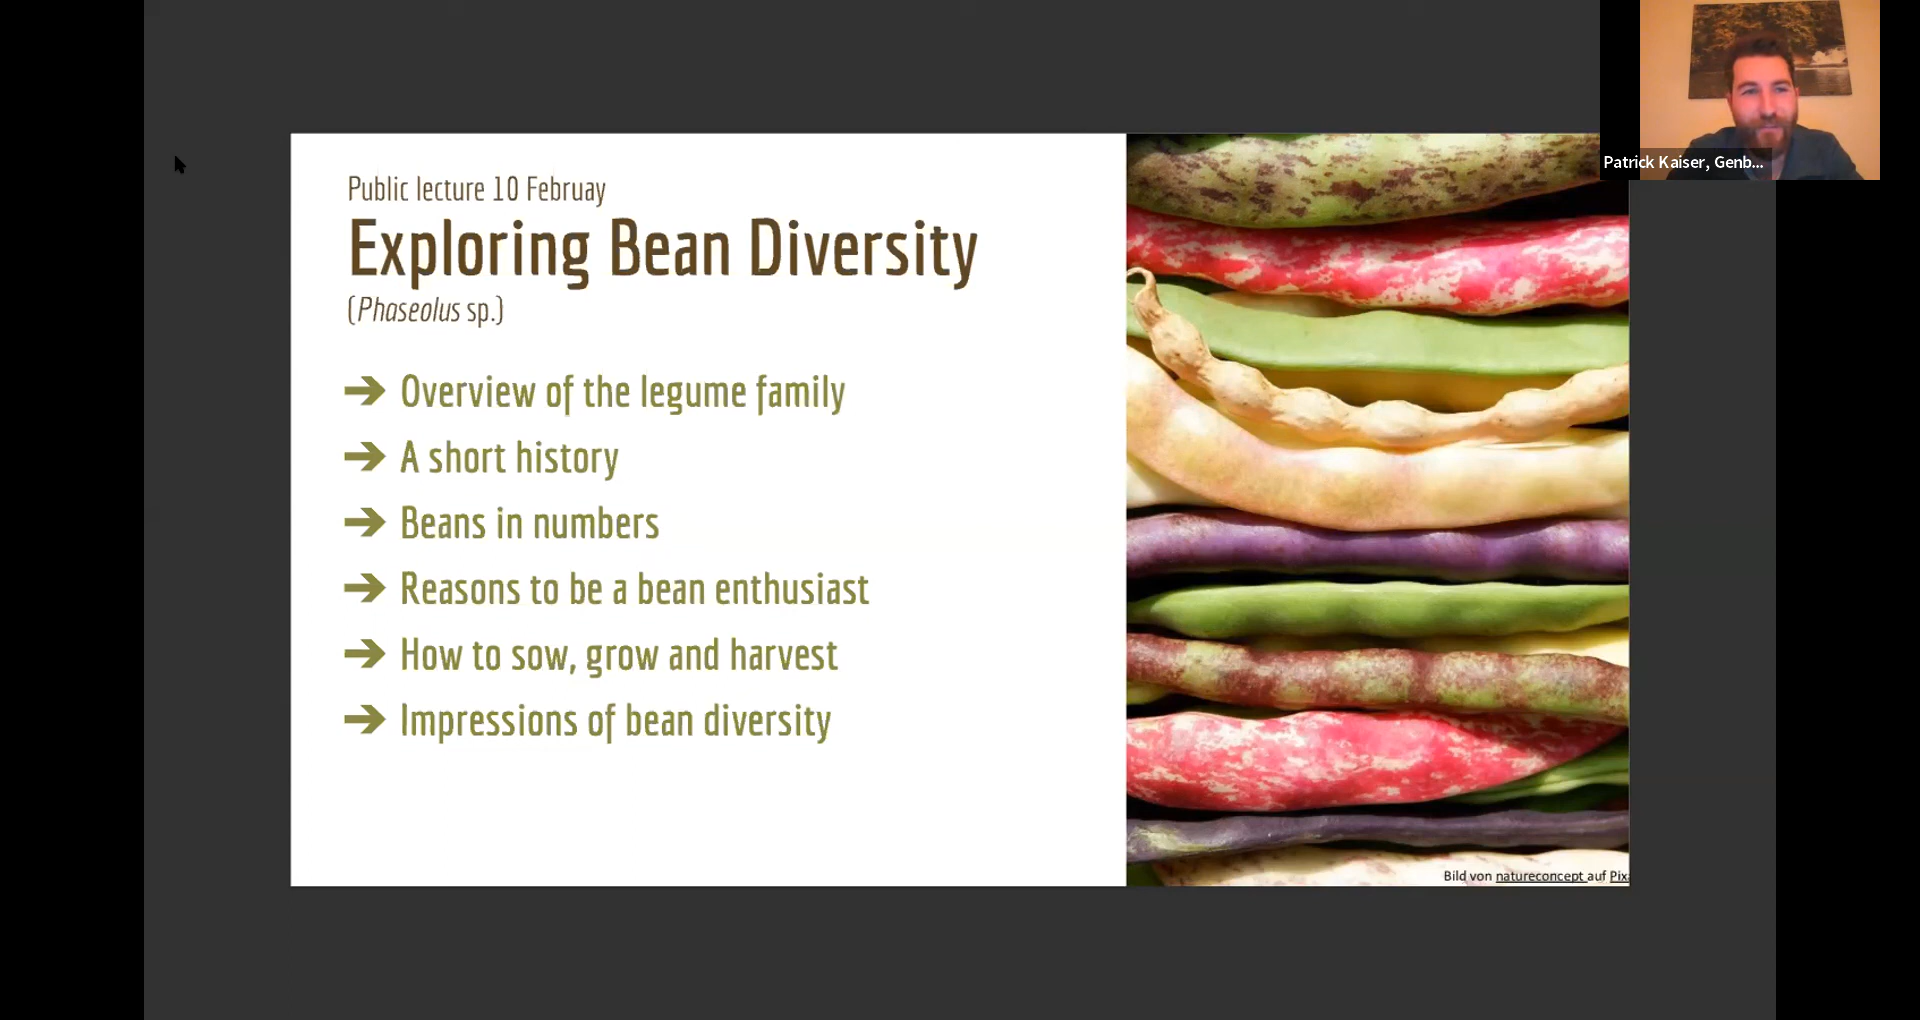 Public lecture 10 Februay
Exploring Bean Diversity
(Phaseolus sp.)
➔ Overview of the legume family
➔ A short history
➔ Beans in numbers
➔ Reasons to be a bean enthusiast
➔ How to sow, grow and harvest
➔ Impressions of bean diversity
Patrick Kaiser, Genb...
Bild von natureconcept auf Pix